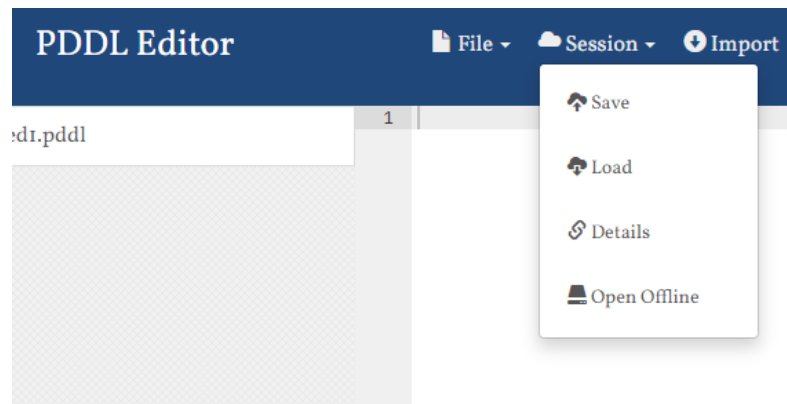 PDDL Editor
File
Session
Import
Save
Load
Details
Open Offline
1